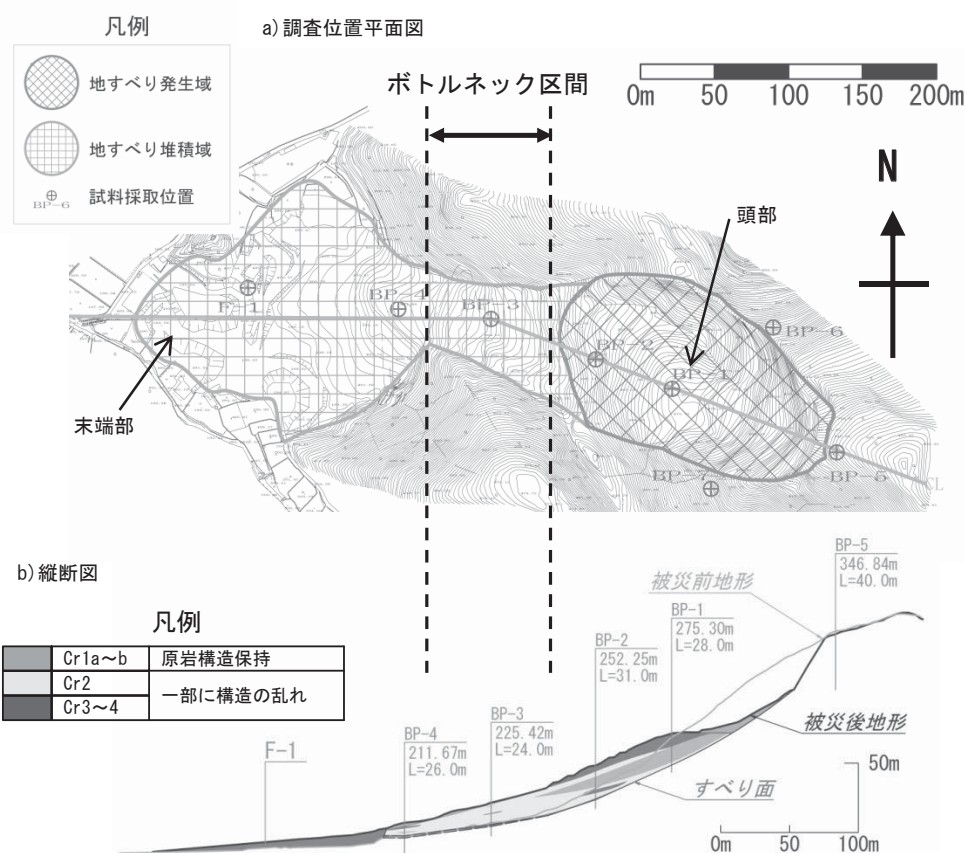 凡例
地すべり発生域
地すべり堆積域
BP-6
試料採取位置
a)調査位置平面図
ボトルネック区間
0m 50 100 150 200m
N
頭部
F-1
BP-4
BP-3
BP-2
BP-1
BP-6
BP-5
BP-7
CL
末端部
b)縦断図
凡例
Cr1a~b 原岩構造保持
Cr2
Cr3~4
一部に構造の乱れ
F-1
BP-4
211.67m
L=26.0m
BP-3
225.42m
L=24.0m
BP-2
252.25m
L=31.0m
BP-1
275.30m
L=28.0m
BP-5
346.84m
L=40.0m
被災前地形
被災後地形
すべり面
50m
0m 50 100m